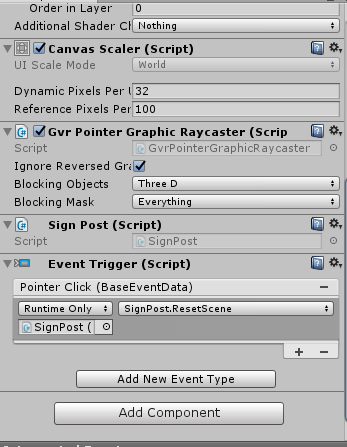 Order in Layer 0
Additional Shader Cl Nothing
Canvas Scaler (Script)
UI Scale Mode World
Dynamic Pixels Per U 32
Reference Pixels Per 100
Gvr Pointer Graphic Raycaster (Scrip
Script GvrPointerGraphicRaycaster
Ignore Reversed Gra
Blocking Objects Three D
Blocking Mask Everything
Sign Post (Script)
Script SignPost
Event Trigger (Script)
Pointer Click (BaseEventData)
Runtime Only SignPost.ResetScene
SignPost (
Add New Event Type
Add Component